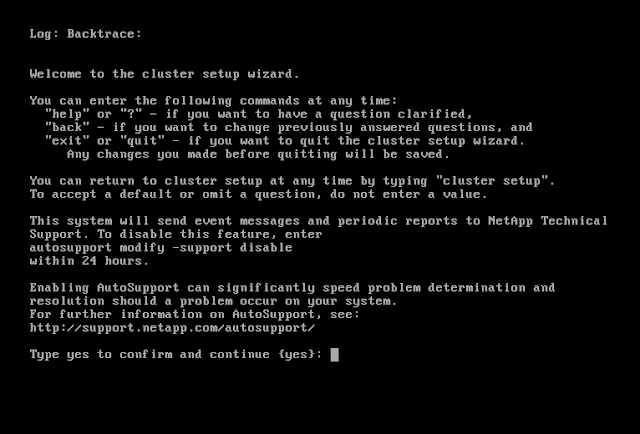 Log: Backtrace:
Welcome to the cluster setup wizard.
You can enter the following commands at any time:
"help" or "?" - if you want to have a question clarified,
"back" - if you want to change previously answered questions, and
"exit" or "quit" - if you want to quit the cluster setup wizard.
Any changes you made before quitting will be saved.
You can return to cluster setup at any time by typing "cluster setup".
To accept a default or omit a question, do not enter a value.
This system will send event messages and periodic reports to NetApp Technical
Support. To disable this feature, enter
autosupport modify -support disable
within 24 hours.
Enabling AutoSupport can significantly speed problem determination and
resolution should a problem occur on your system.
For further information on AutoSupport, see:
http://support.netapp.com/autosupport/
Type yes to confirm and continue {yes}: